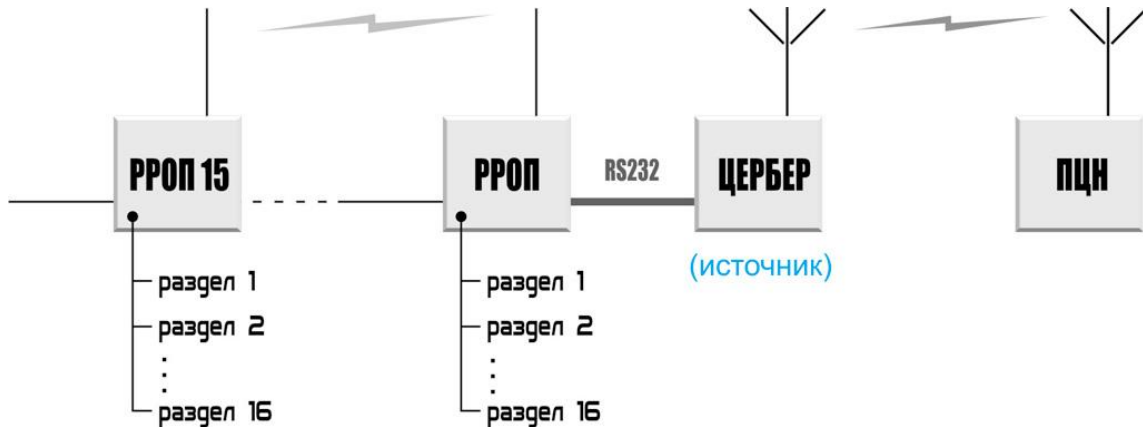 РРОП 15
РРОП
RS232
ЦЕРБЕР
ПЦН
(источник)
раздел 1
раздел 2
раздел 16
раздел 1
раздел 2
раздел 16